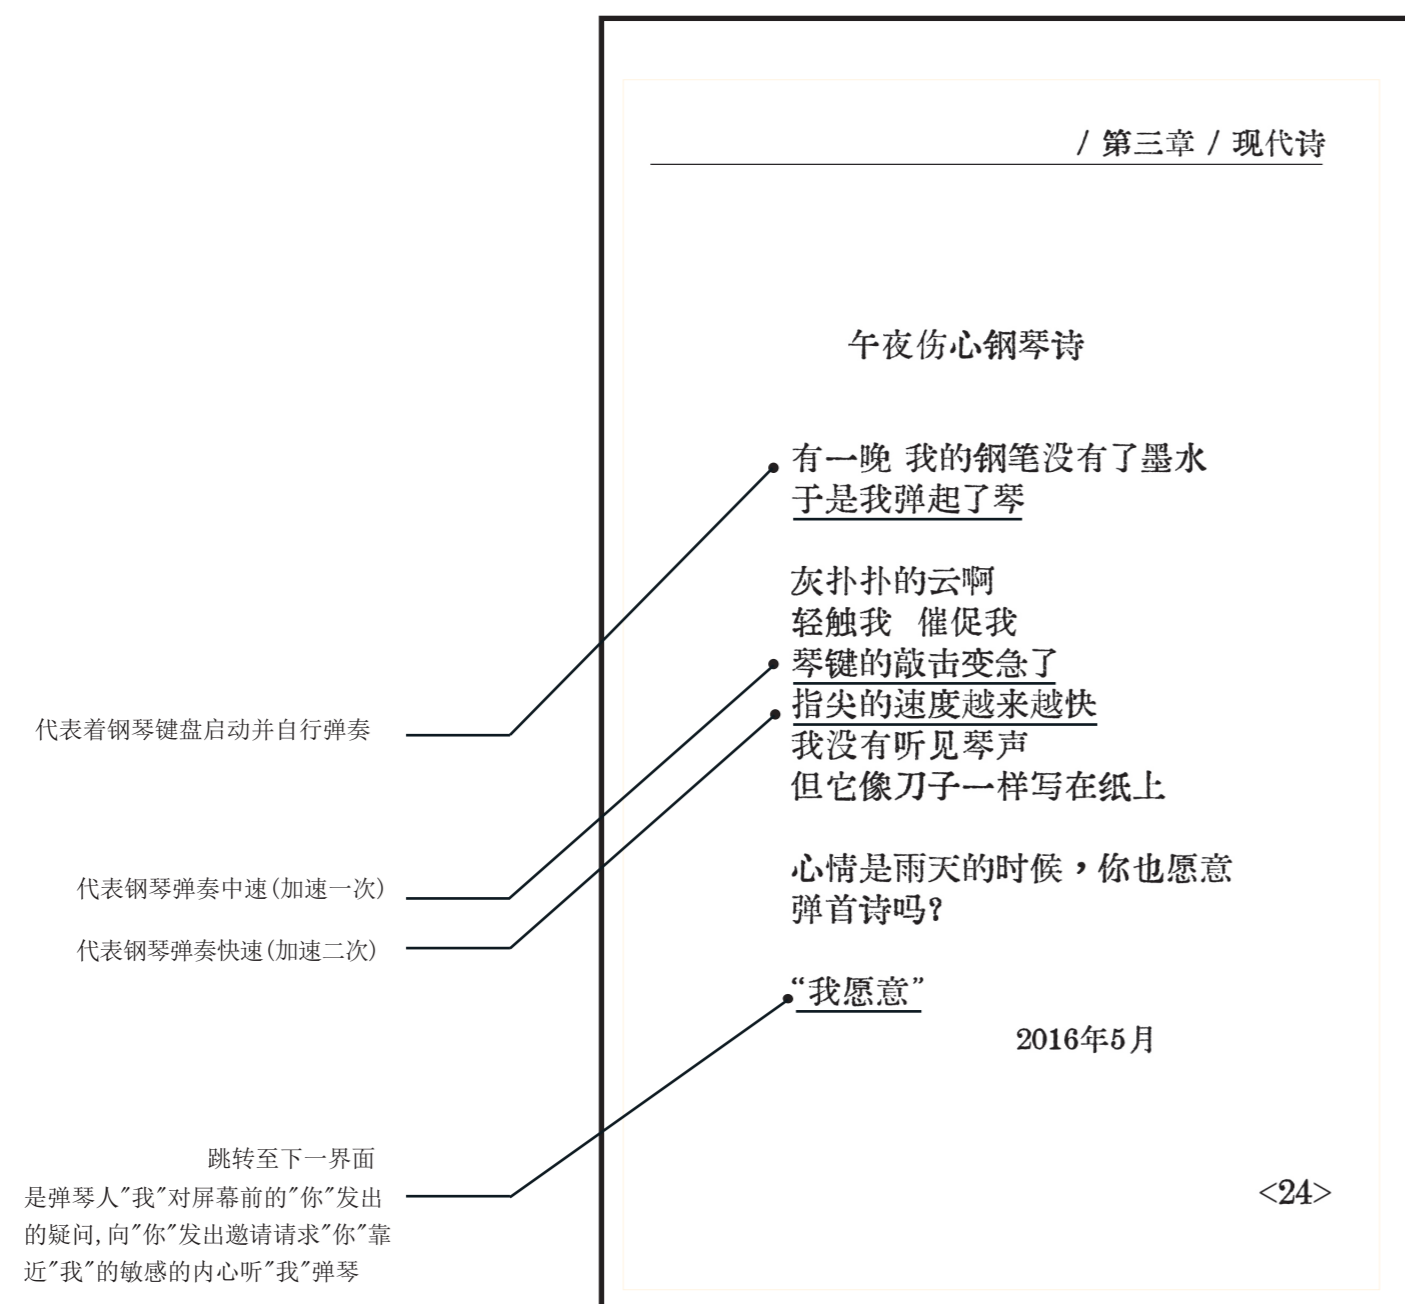 / 第三章 / 现代诗
午夜伤心钢琴诗
有一晚 我的钢笔没有了墨水
于是我弹起了琴
灰扑扑的云啊
轻触我 催促我
琴键的敲击变急了
指尖的速度越来越快
我没有听见琴声
但它像刀子一样写在纸上
心情是雨天的时候，你也愿意
弹首诗吗?
“我愿意”
2016年5月
<24>
代表着钢琴键盘启动并自行弹奏
代表钢琴弹奏中速(加速一次)
代表钢琴弹奏快速(加速二次)
跳转至下一界面
是弹琴人"我"对屏幕前的"你"发出
的疑问,向"你"发出邀请请求"你"靠
近"我"的敏感的内心听"我"弹琴